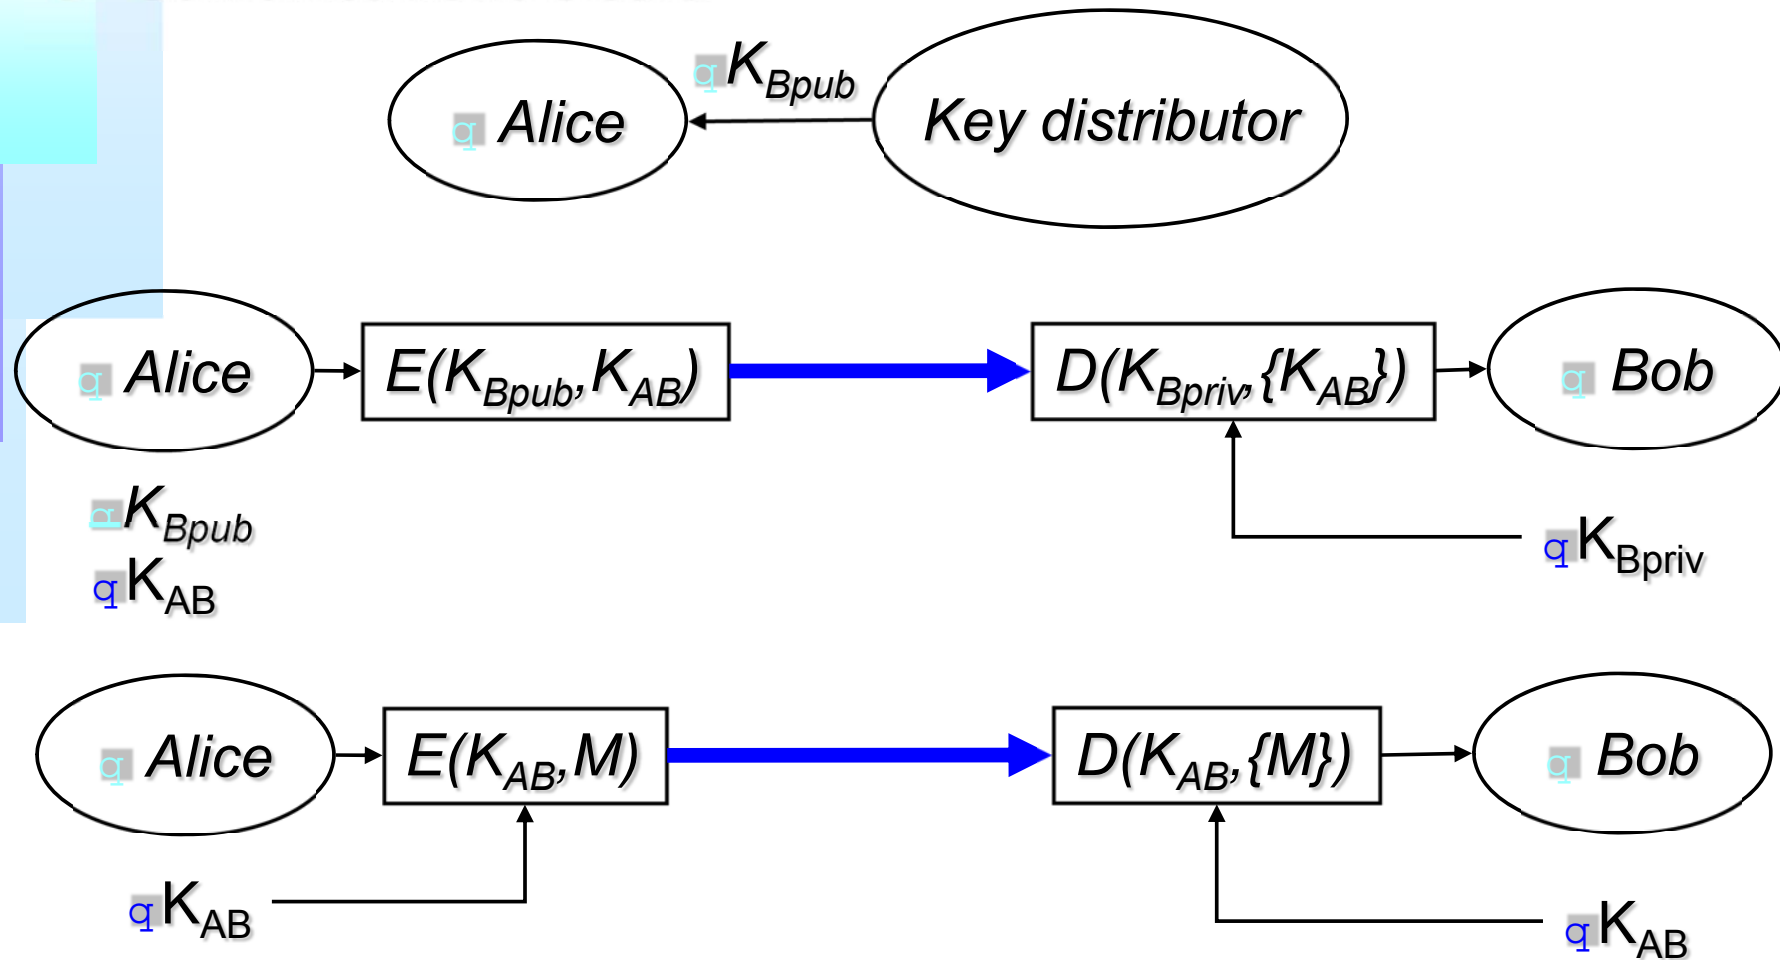 q K_Bpub
q Alice
Key distributor
q Alice
E(K_Bpub,K_AB)
D(K_Bpriv,{K_AB})
q Bob
q K_Bpub
q K_AB
q K_Bpriv
q Alice
E(K_AB,M)
D(K_AB,{M})
q Bob
q K_AB
q K_AB